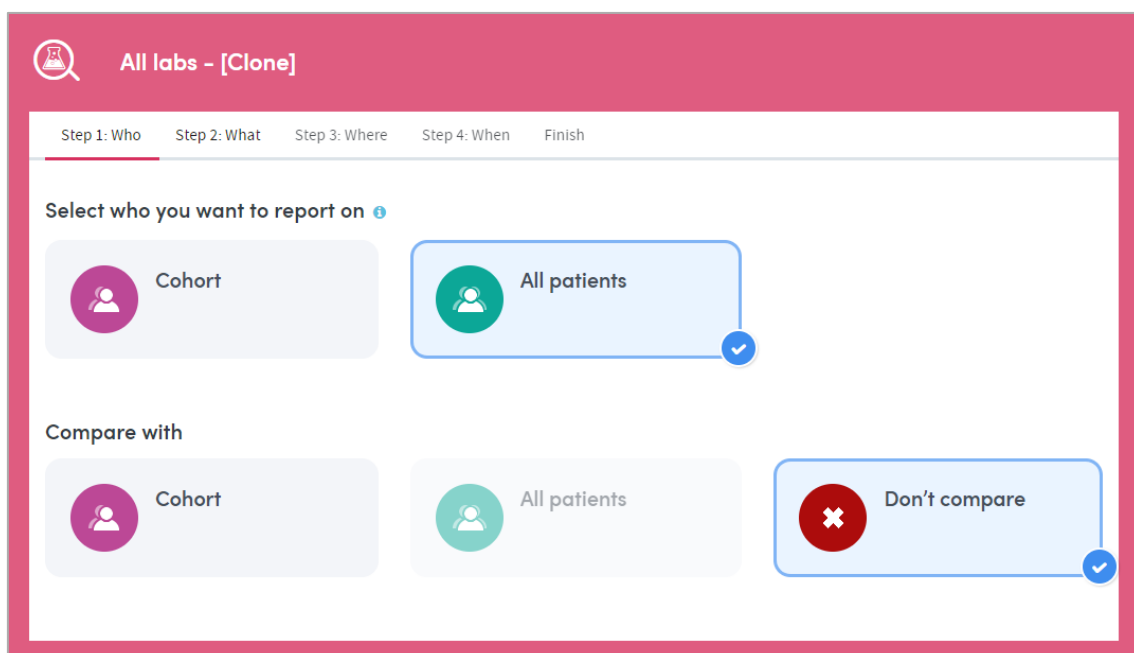 All labs - [Clone]
Step 1: Who Step 2: What Step 3: Where Step 4: When Finish
Select who you want to report on
Cohort All patients
Compare with
Cohort All patients Don't compare